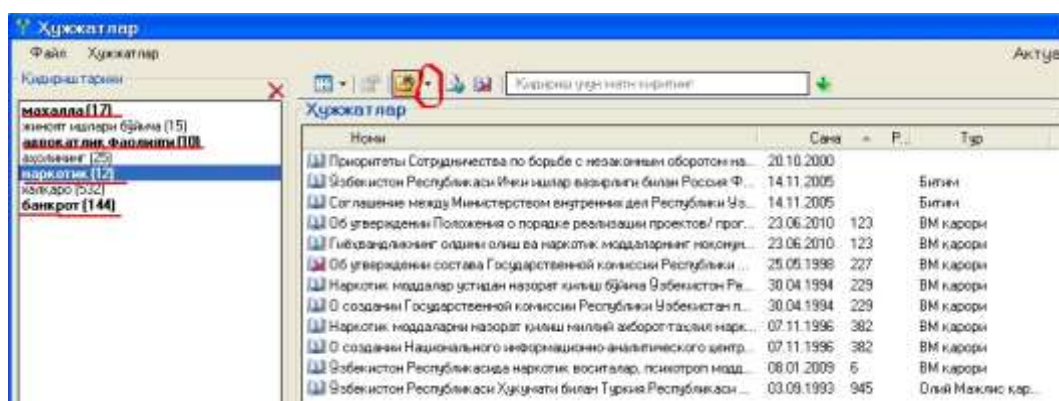 Ҳужжатлар
Файл Ҳужжатлар
Актуа
Қидириш тарихи
махалла (17)
жиноят ишлари бўйича (15)
адвокатлик фаолияти (10)
аҳолининг (25)
наркотик (12)
халқаро (532)
банкрот (144)
Қидириш учун матн киритинг
Ҳужжатлар
Номи Сана Р... Тур
Приоритеты Сотрудничества по борьбе с незаконным оборотом на... 20.10.2000
Ўзбекистон Республикаси Ички ишлар вазирлиги билан Россия Ф... 14.11.2005 Битим
Соглашение между Министерством внутренних дел Республики Уз... 14.11.2005 Битим
Об утверждении Положения о порядке реализации проектов/ прог... 23.06.2010 123 ВМ қарори
Гиёҳвандликнинг олдини олиш ва наркотик моддаларнинг ноқонун... 23.06.2010 123 ВМ қарори
Об утверждении состава Государственной комиссии Республики ... 25.05.1998 227 ВМ қарори
Наркотик моддалар устидан назорат қилиш бўйича Ўзбекистон Ре... 30.04.1994 229 ВМ қарори
О создании Государственной комиссии Республики Узбекистан п... 30.04.1994 229 ВМ қарори
Наркотик моддаларни назорат қилиш миллий ахборот-таҳлил марк... 07.11.1996 382 ВМ қарори
О создании Национального информационно-аналитического центр... 07.11.1996 382 ВМ қарори
Ўзбекистон Республикасида наркотик воситалар, психотроп модд... 08.01.2009 6 ВМ қарори
Ўзбекистон Республикаси Ҳукумати билан Туркия Республикаси ... 03.09.1993 945 Олий Мажлис қар...